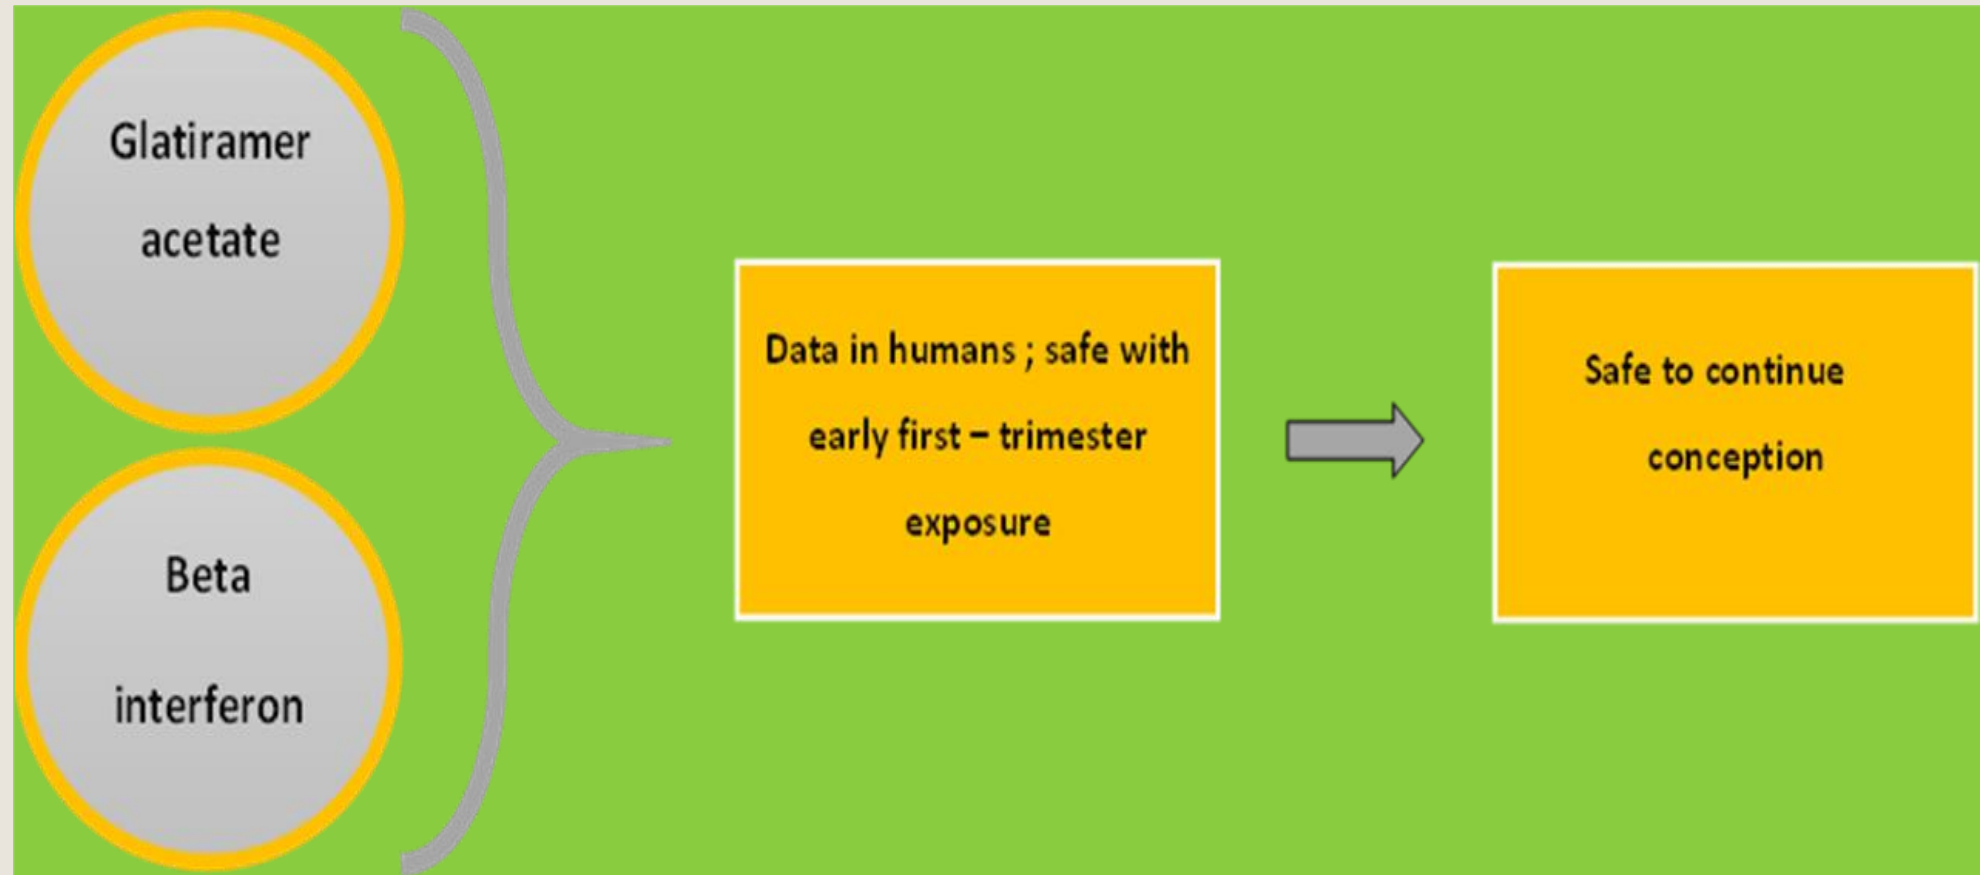 Glatiramer
acetate
Beta
interferon
Data in humans ; safe with
early first – trimester
exposure
Safe to continue
conception